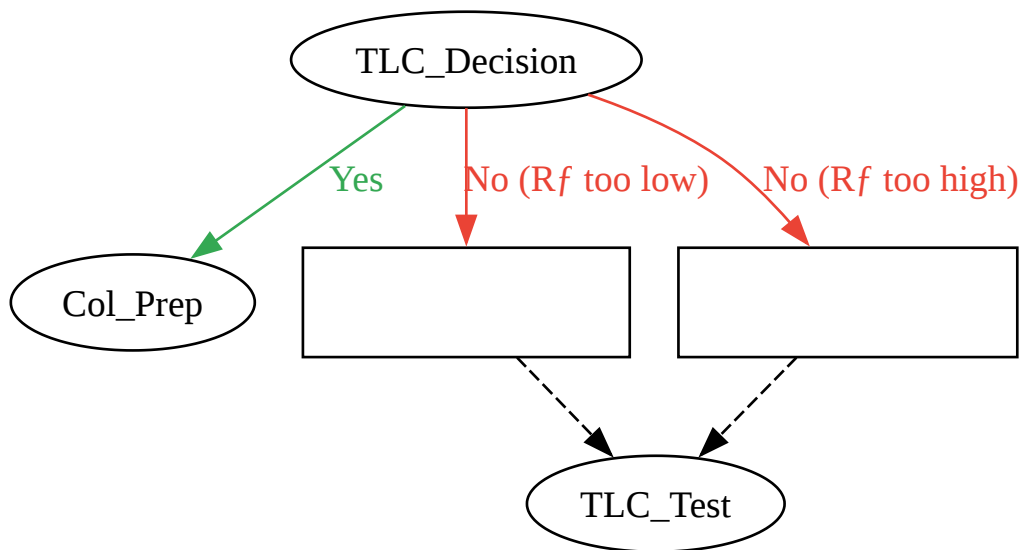 TLC_Decision
Yes
No (Rƒ too low)
No (Rƒ too high)
Col_Prep
TLC_Test